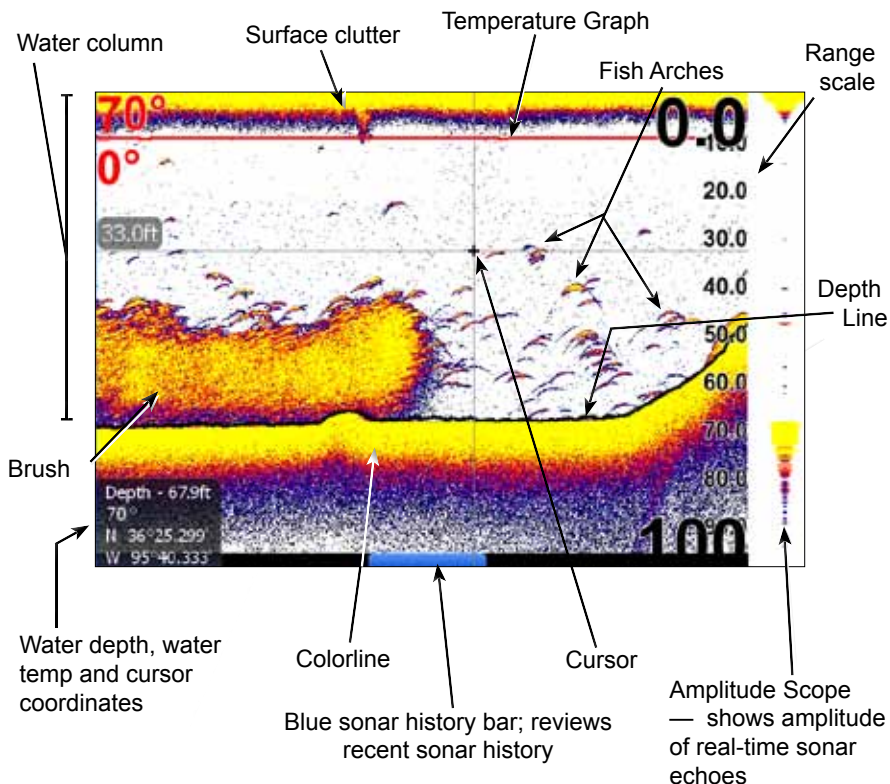 Water column
Surface clutter
Temperature Graph
Fish Arches
Range
scale
70°
0°
0.0
10.0
20.0
30.0
33.0ft
40.0
Depth
Line
50.0
60.0
70.0
80.0
Brush
Depth - 67.9ft
70°
N 36°25.299'
W 95°40.333'
100
Water depth, water
temp and cursor
coordinates
Colorline
Cursor
Blue sonar history bar; reviews
recent sonar history
Amplitude Scope
— shows amplitude
of real-time sonar
echoes